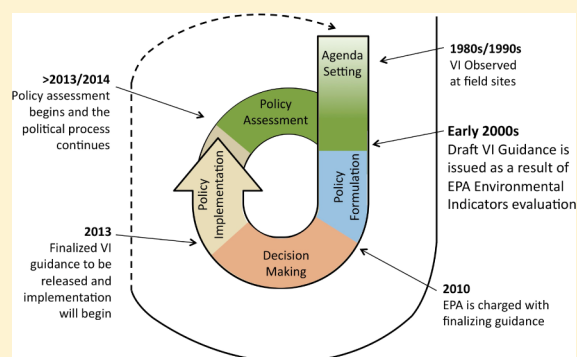 Agenda
Setting
1980s/1990s
VI Observed
at field sites
>2013/2014
Policy assessment
begins and the
political process
continues
Policy
Assessment
Early 2000s
Draft VI Guidance is
issued as a result of
EPA Environmental
Indicators evaluation
Policy
Formulation
Policy
Implementation
2013
Finalized VI
guidance to be
released and
implementation
will begin
Decision
Making
2010
EPA is charged with
finalizing guidance